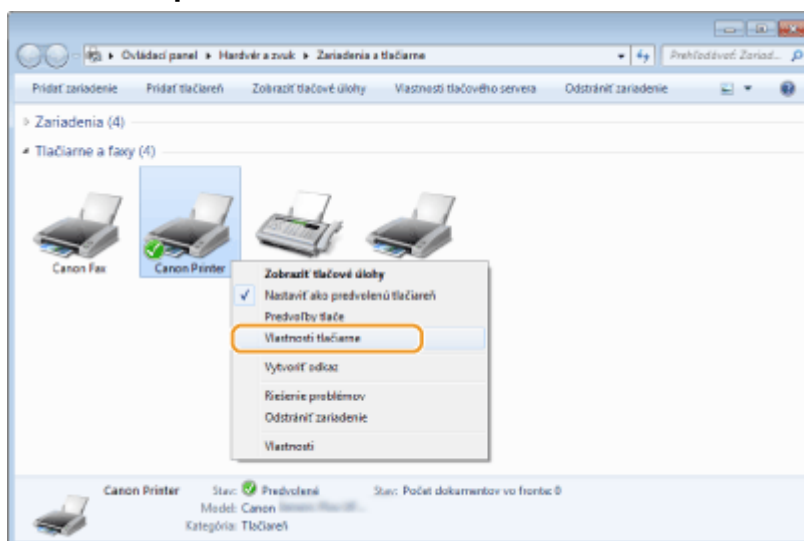 Ovládací panel ▸ Hardvér a zvuk ▸ Zariadenia a tlačiarne
Prehľadávať: Zariad...
Pridať zariadenie Pridať tlačiareň Zobraziť tlačové úlohy Vlastnosti tlačového servera Odstrániť zariadenie
Zariadenia (4)
Tlačiarne a faxy (4)
Canon Fax
Canon Printer
Zobraziť tlačové úlohy
Nastaviť ako predvolenú tlačiareň
Predvoľby tlače
Vlastnosti tlačiarne
Vytvoriť odkaz
Riešenie problémov
Odstrániť zariadenie
Vlastnosti
Canon Printer Stav: Predvolené Stav: Počet dokumentov vo fronte: 0
Model: Canon
Kategória: Tlačiareň